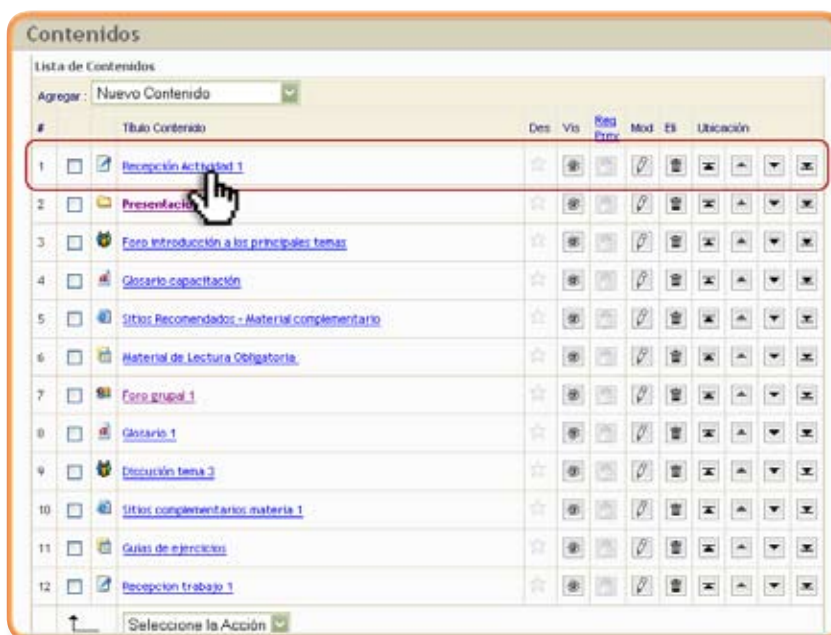 Contenidos
Lista de Contenidos
Agregar : Nuevo Contenido
# Título Contenido Des Vis Req Prev Mod Eli Ubicación
1 Recepción Actividad 1
2 Presentació
3 Foro introducción a los principales temas
4 Glosario capacitación
5 Sitios Recomendados - Material complementario
6 Material de Lectura Obligatoria
7 Foro grupal 1
8 Glosario 1
9 Discusión tema 3
10 Sitios complementarios materia 1
11 Guias de ejercicios
12 Recepcion trabajo 1
Seleccione la Acción